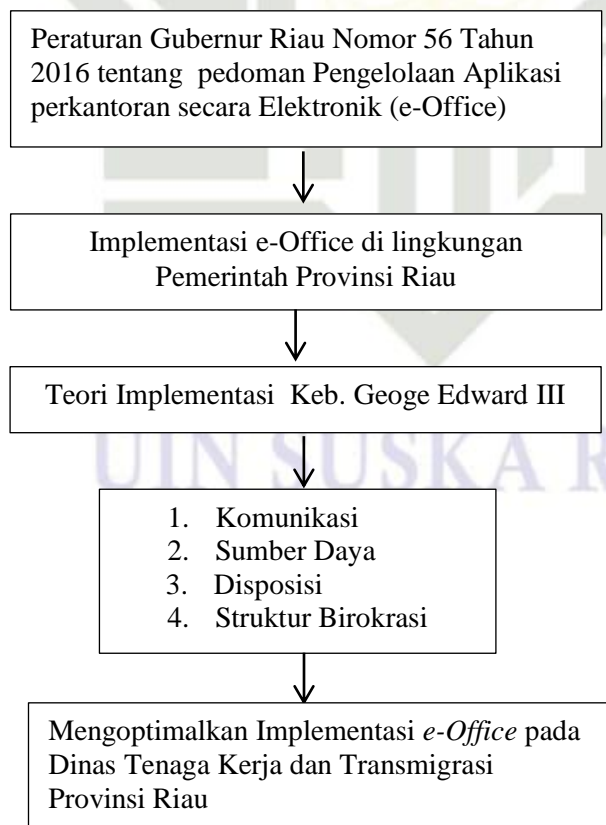 Peraturan Gubernur Riau Nomor 56 Tahun
2016 tentang pedoman Pengelolaan Aplikasi
perkantoran secara Elektronik (e-Office)
Implementasi e-Office di lingkungan
Pemerintah Provinsi Riau
Teori Implementasi Keb. Geoge Edward III
UIN SUSKA R
1. Komunikasi
2. Sumber Daya
3. Disposisi
4. Struktur Birokrasi
Mengoptimalkan Implementasi e-Office pada
Dinas Tenaga Kerja dan Transmigrasi
Provinsi Riau